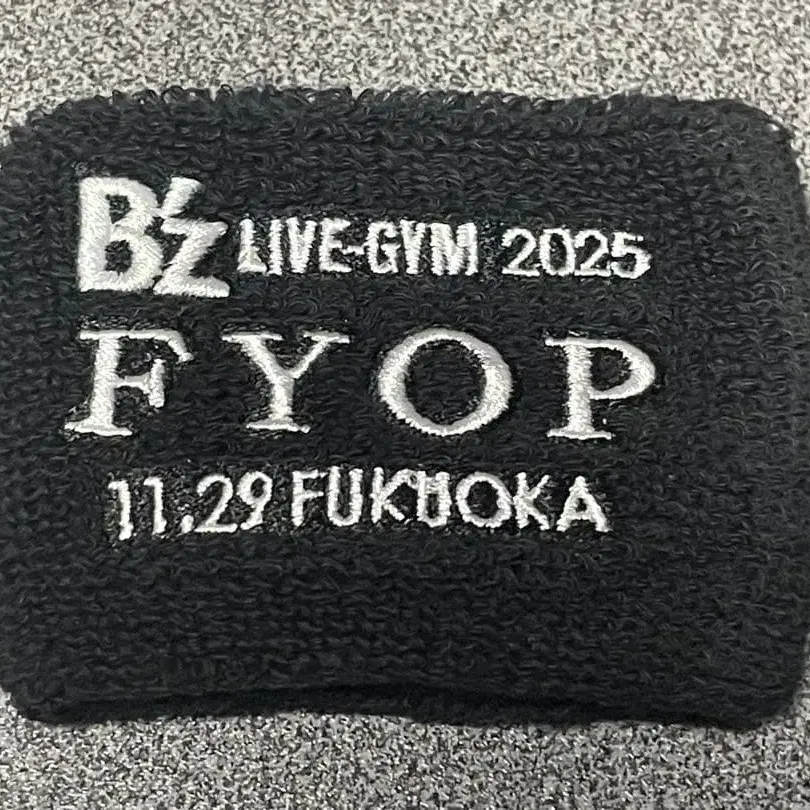 B'z LIVE-GYM 2025
FYOP
11.29 FUKUOKA